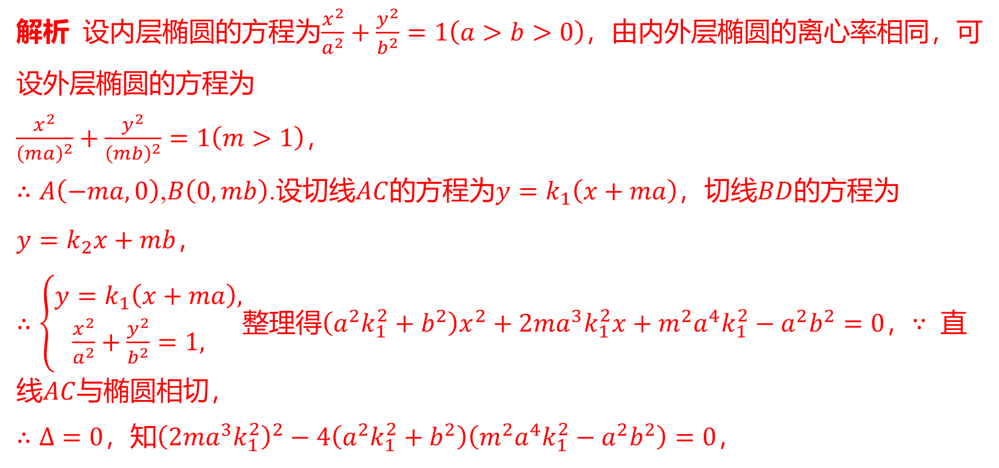 解析 设内层椭圆的方程为$\frac{x^2}{a^2}+\frac{y^2}{b^2}=1(a>b>0)$，由内外层椭圆的离心率相同，可
设外层椭圆的方程为
$\frac{x^2}{(ma)^2}+\frac{y^2}{(mb)^2}=1(m>1)$，
∴ $A(-ma,0)$,$B(0,mb)$.设切线$AC$的方程为$y=k_1(x+ma)$，切线$BD$的方程为
$y=k_2x+mb$，
∴ $\begin{cases}y=k_1(x+ma),\\ \frac{x^2}{a^2}+\frac{y^2}{b^2}=1,\end{cases}$整理得$(a^2k_1^2+b^2)x^2+2ma^3k_1^2x+m^2a^4k_1^2-a^2b^2=0$，∵ 直
线$AC$与椭圆相切，
∴ $\Delta=0$，知$(2ma^3k_1^2)^2-4(a^2k_1^2+b^2)(m^2a^4k_1^2-a^2b^2)=0$，